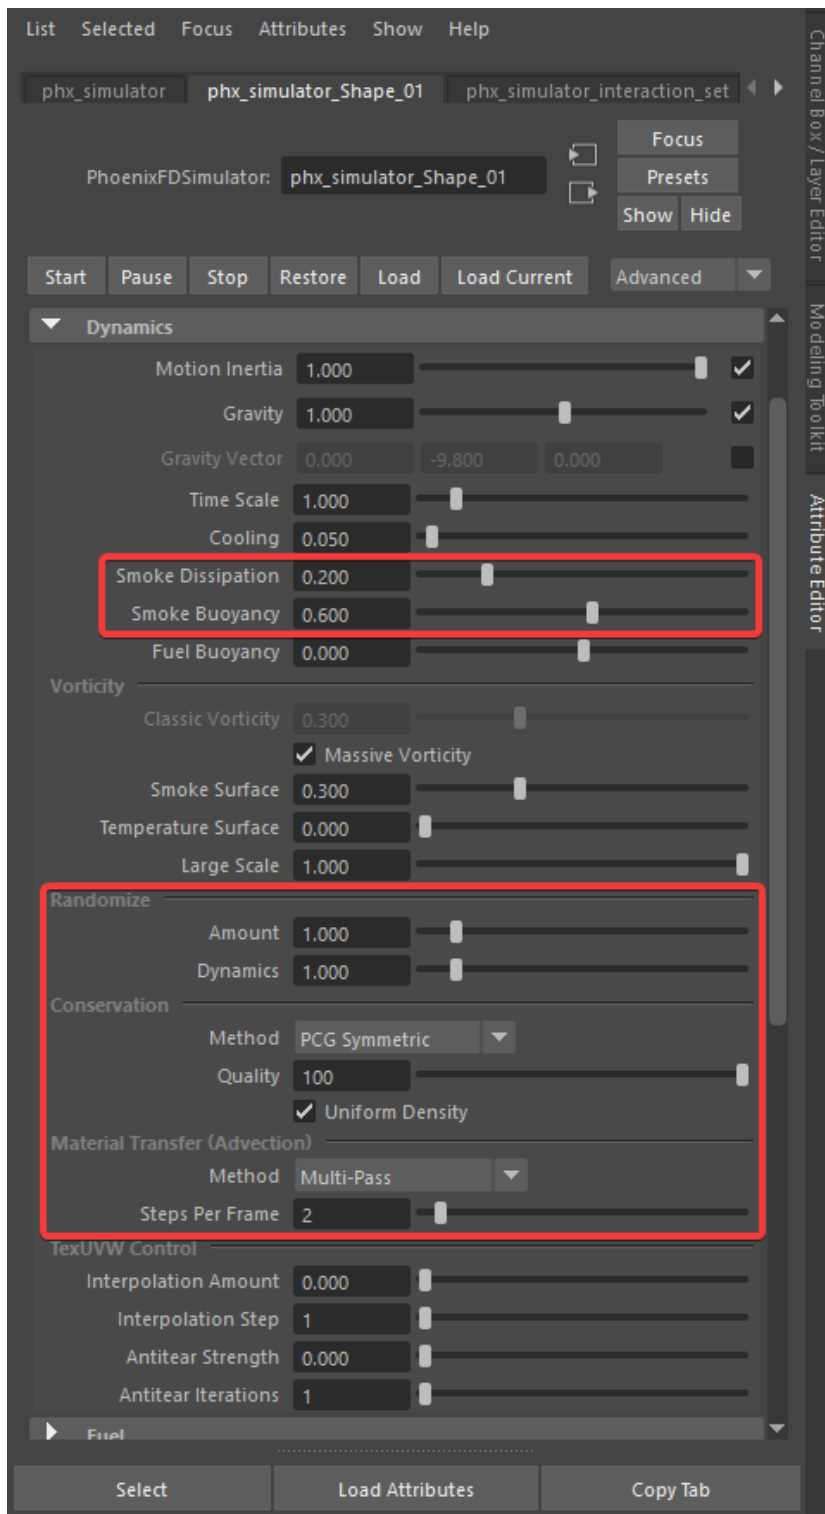 List Selected Focus Attributes Show Help
phx_simulator phx_simulator_Shape_01 phx_simulator_interaction_set
Focus
PhoenixFDSimulator: phx_simulator_Shape_01 Presets
Show Hide
Start Pause Stop Restore Load Load Current Advanced
Dynamics
Motion Inertia 1.000
Gravity 1.000
Gravity Vector 0.000 -9.800 0.000
Time Scale 1.000
Cooling 0.050
Smoke Dissipation 0.200
Smoke Buoyancy 0.600
Fuel Buoyancy 0.000
Vorticity
Classic Vorticity 0.300
Massive Vorticity
Smoke Surface 0.300
Temperature Surface 0.000
Large Scale 1.000
Randomize
Amount 1.000
Dynamics 1.000
Conservation
Method PCG Symmetric
Quality 100
Uniform Density
Material Transfer (Advection)
Method Multi-Pass
Steps Per Frame 2
TexUVW Control
Interpolation Amount 0.000
Interpolation Step 1
Antitear Strength 0.000
Antitear Iterations 1
Fuel
Select Load Attributes Copy Tab
Channel Box / Layer Editor
Modeling Toolkit
Attribute Editor